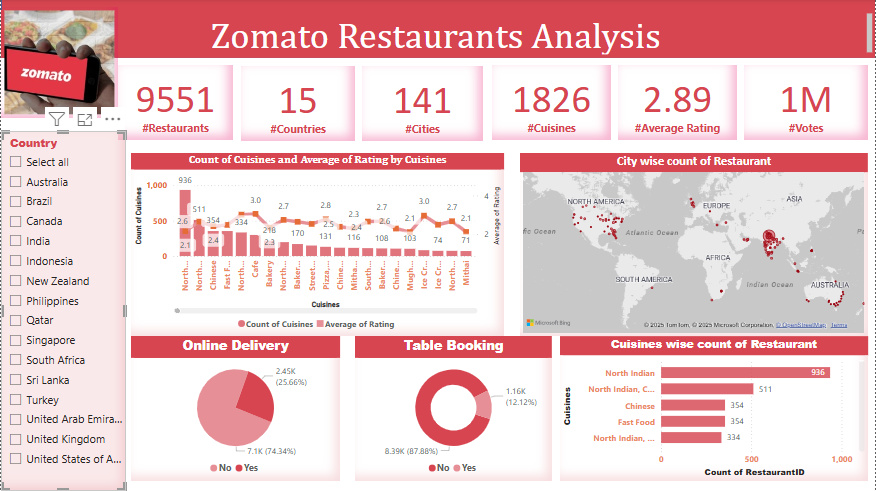 Zomato Restaurants Analysis
zomato
9551
#Restaurants
15
#Countries
141
#Cities
1826
#Cuisines
2.89
#Average Rating
1M
#Votes
Country
Select all
Australia
Brazil
Canada
India
Indonesia
New Zealand
Philippines
Qatar
Singapore
South Africa
Sri Lanka
Turkey
United Arab Emira...
United Kingdom
United States of A...
Count of Cuisines and Average of Rating by Cuisines
Count of Cuisines
1,000
500
0
Average of Rating
4
2
936
511
354
334
218
170
131
116
108
103
74
71
2.6
2.1
2.4
3.0
2.3
2.7
2.8
2.5
2.3
2.4
2.7
2.6
2.1
3.0
2.7
2.1
North...
North...
Chinese
Fast F...
North...
Cafe
Bakery
North...
Baker...
Street...
Pizza...
Chine...
Mitha...
South...
Baker...
Chine...
Mugh...
Ice Cr...
Ice Cr...
North...
Mithai
Cuisines
Count of Cuisines
Average of Rating
City wise count of Restaurant
NORTH AMERICA
EUROPE
ASIA
fic Ocean
Atlantic Ocean
AFRICA
SOUTH AMERICA
Indian Ocean
AUSTRALIA
Microsoft Bing
© 2025 TomTom, © 2025 Microsoft Corporation, © OpenStreetMap Terms
Online Delivery
2.45K
(25.66%)
7.1K (74.34%)
No Yes
Table Booking
1.16K
(12.12%)
8.39K (87.88%)
No Yes
Cuisines wise count of Restaurant
Cuisines
North Indian 936
North Indian, C... 511
Chinese 354
Fast Food 354
North Indian, ... 334
0 500 1,000
Count of RestaurantID